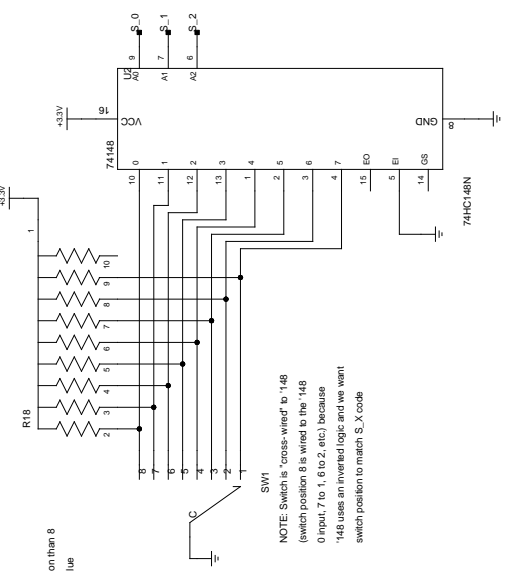 S_0
S_1
S_2
9
7
6
U2
A0
A1
A2
+3.3V
16
VCC
GND
8
74148
0
1
2
3
4
5
6
7
EO
EI
GS
10
11
12
13
1
2
3
4
15
5
14
74HC148N
+3.3V
1
R18
2
3
4
5
6
7
8
9
10
8
7
6
5
4
3
2
1
C
SW1
NOTE: Switch is "cross-wired" to '148
(switch position 8 is wired to the '148
0 input, 7 to 1, 6 to 2, etc.) because
'148 uses an inverted logic and we want
switch position to match S_X code
on than 8
lue